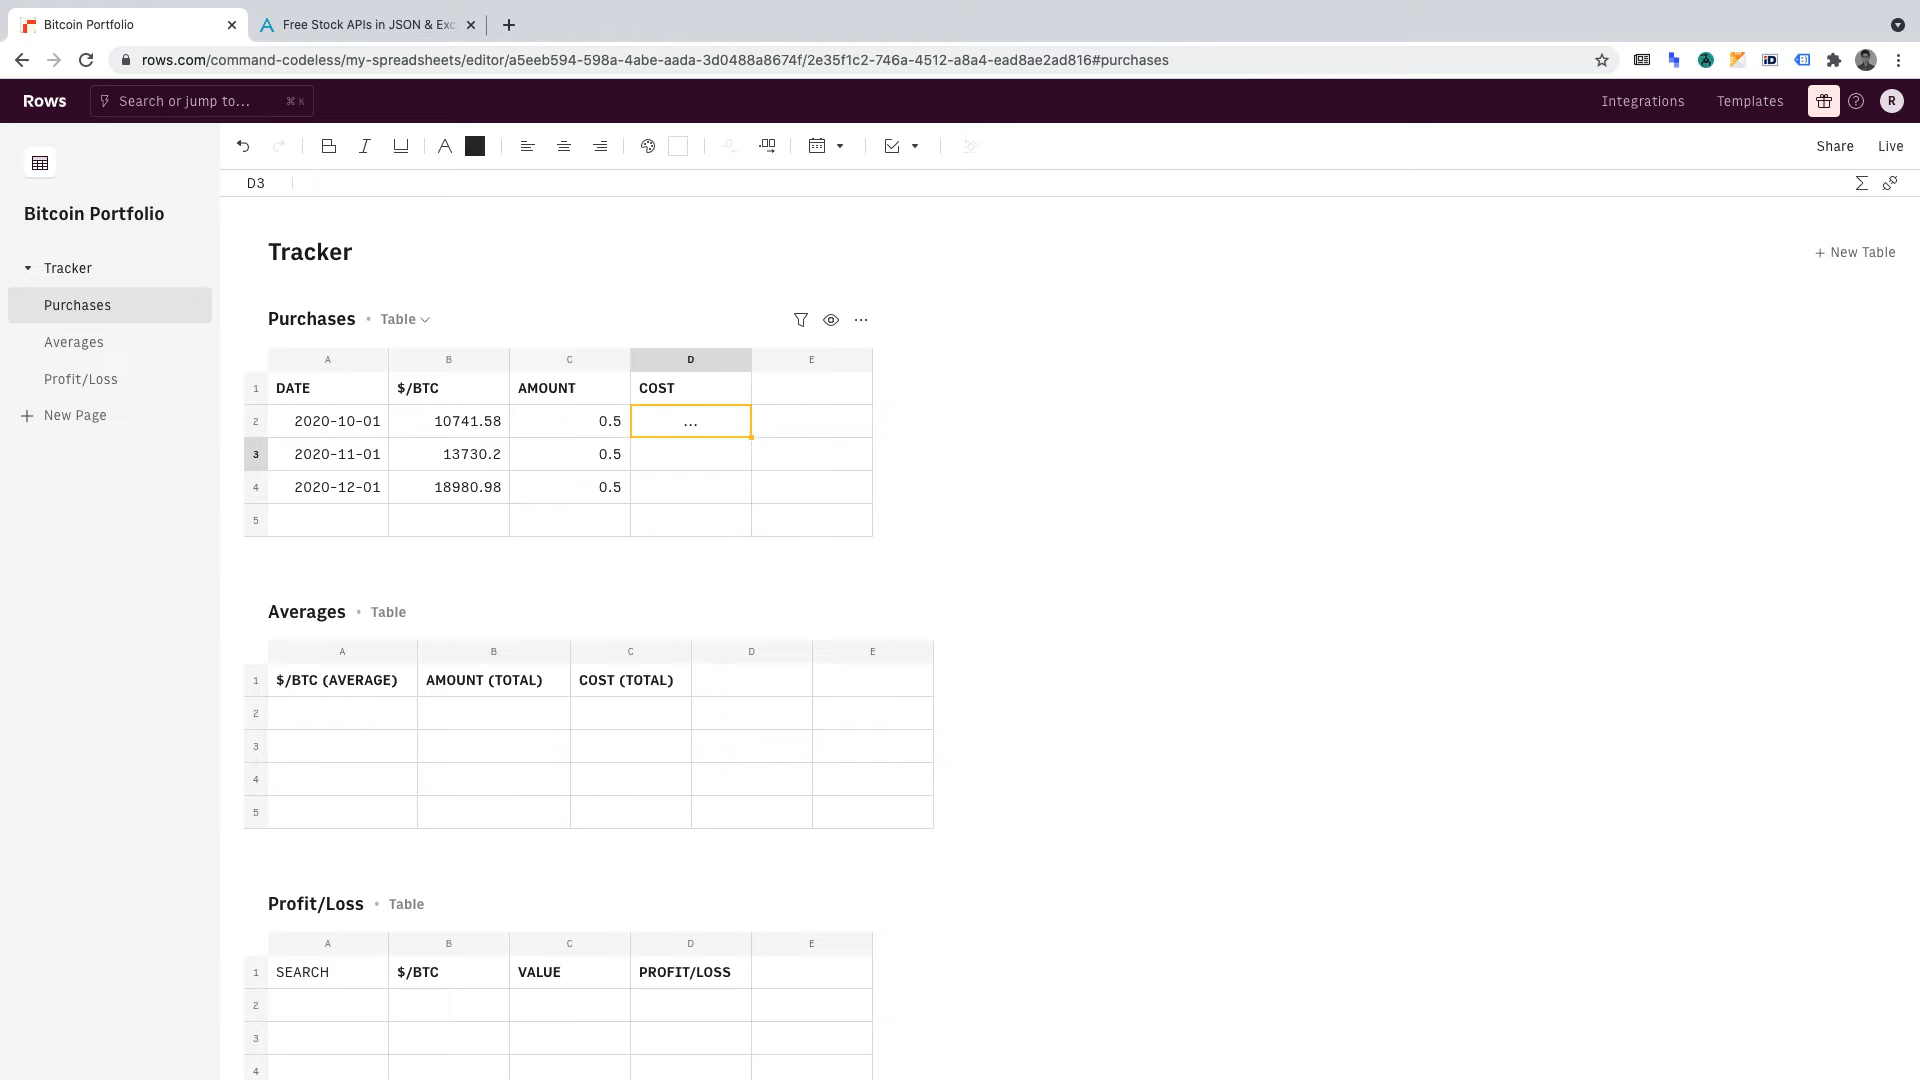 Bitcoin Portfolio
Free Stock APIs in JSON & Exc
rows.com/command-codeless/my-spreadsheets/editor/a5eeb594-598a-4abe-aada-3d0488a8674f/2e35f1c2-746a-4512-a8a4-ead8ae2ad816#purchases
Rows
Search or jump to...
⌘ K
Integrations
Templates
R
Share
Live
D3
Bitcoin Portfolio
Tracker
Purchases
Averages
Profit/Loss
New Page
Tracker
+ New Table
Purchases • Table
A B C D E
1 DATE $/BTC AMOUNT COST
2 2020-10-01 10741.58 0.5 ...
3 2020-11-01 13730.2 0.5
4 2020-12-01 18980.98 0.5
5
Averages • Table
A B C D E
1 $/BTC (AVERAGE) AMOUNT (TOTAL) COST (TOTAL)
2
3
4
5
Profit/Loss • Table
A B C D E
1 SEARCH $/BTC VALUE PROFIT/LOSS
2
3
4